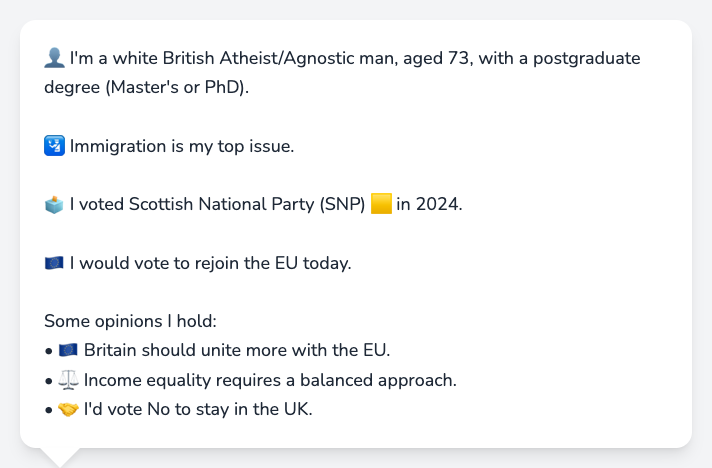 👤 I'm a white British Atheist/Agnostic man, aged 73, with a postgraduate
degree (Master's or PhD).
🛂 Immigration is my top issue.
🗳️ I voted Scottish National Party (SNP) 🟨 in 2024.
🇪🇺 I would vote to rejoin the EU today.
Some opinions I hold:
• 🇪🇺 Britain should unite more with the EU.
• ⚖️ Income equality requires a balanced approach.
• 🤝 I'd vote No to stay in the UK.